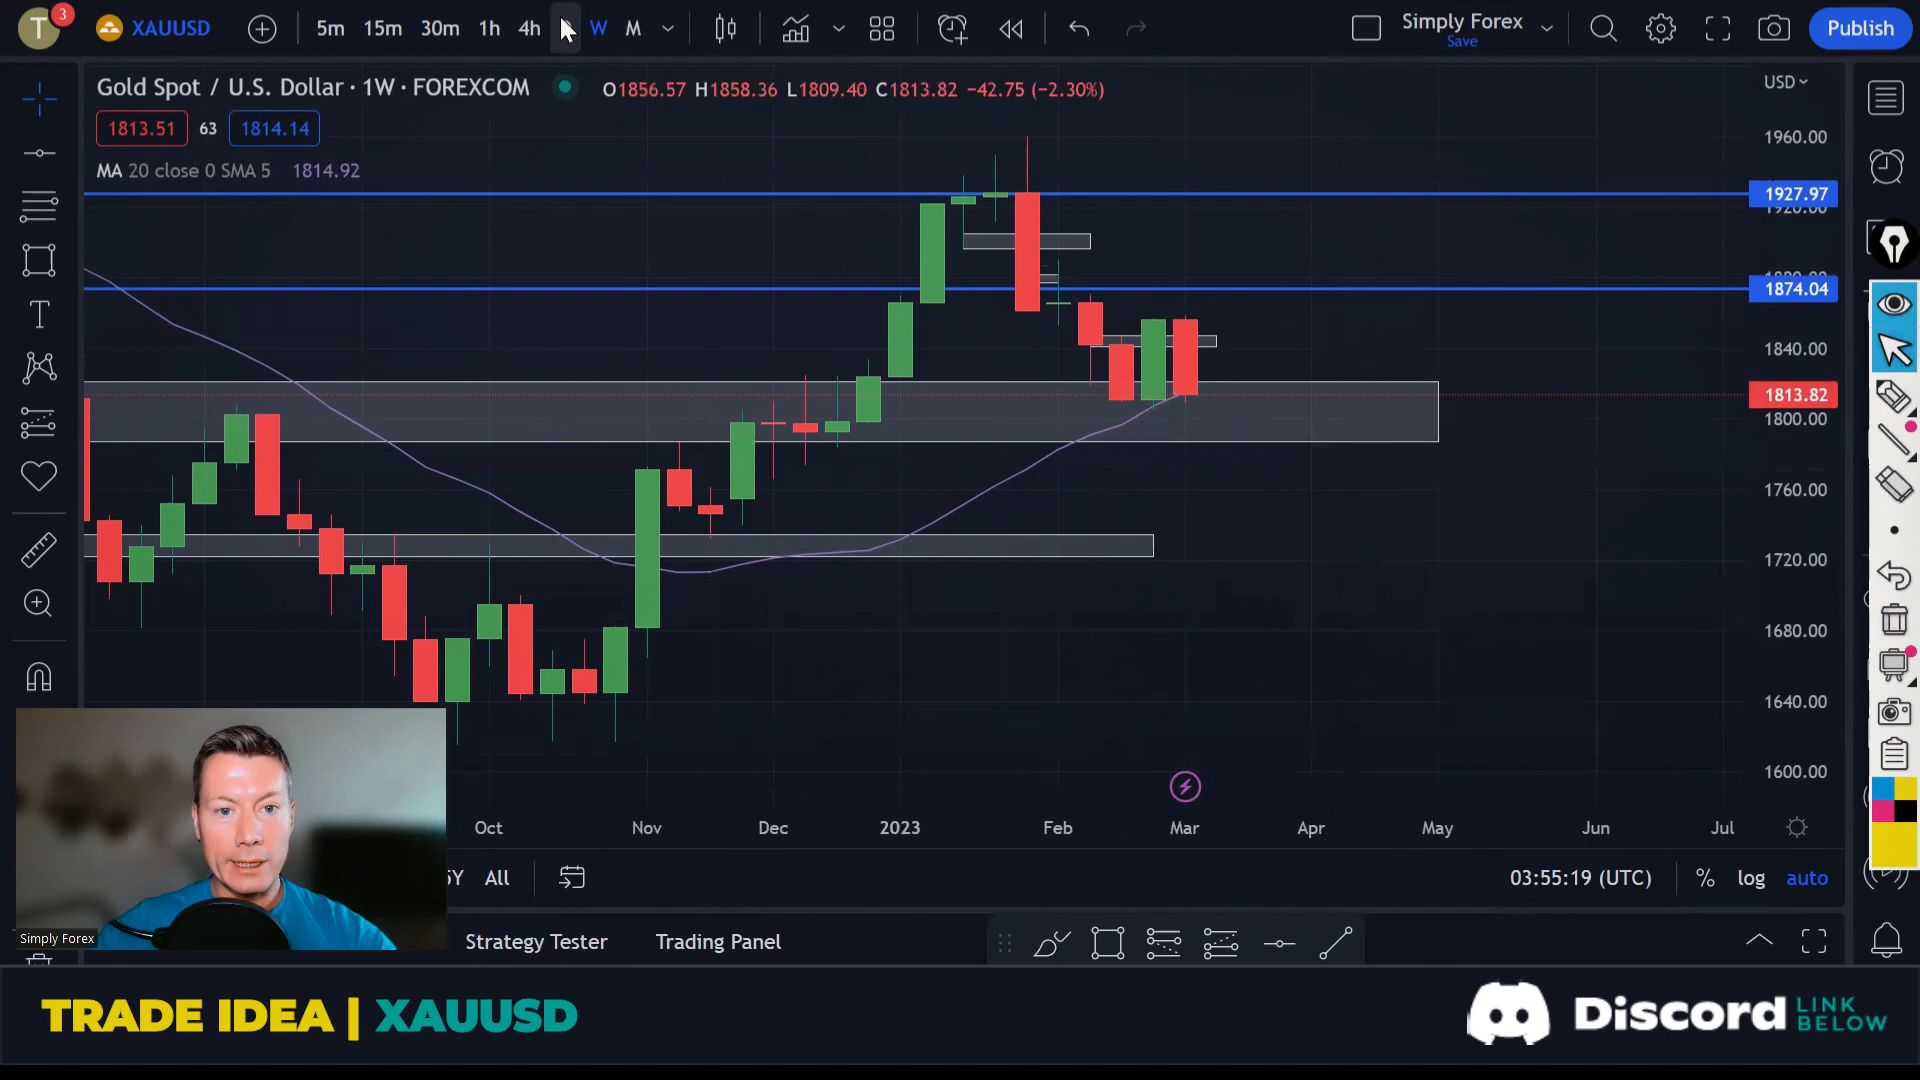 T 3 XAUUSD 5m 15m 30m 1h 4h W M Simply Forex Publish
Save
Gold Spot / U.S. Dollar · 1W · FOREXCOM O1856.57 H1858.36 L1809.40 C1813.82 −42.75 (−2.30%) USD
1813.51 63 1814.14
MA 20 close 0 SMA 5 1814.92
1960.00
1927.97
1920.00
1874.04
1840.00
1813.82
1800.00
1760.00
1720.00
1680.00
1640.00
1600.00
Oct Nov Dec 2023 Feb Mar Apr May Jun Jul
5Y All 03:55:19 (UTC) % log auto
Simply Forex
Strategy Tester Trading Panel
TRADE IDEA | XAUUSD
Discord LINK BELOW